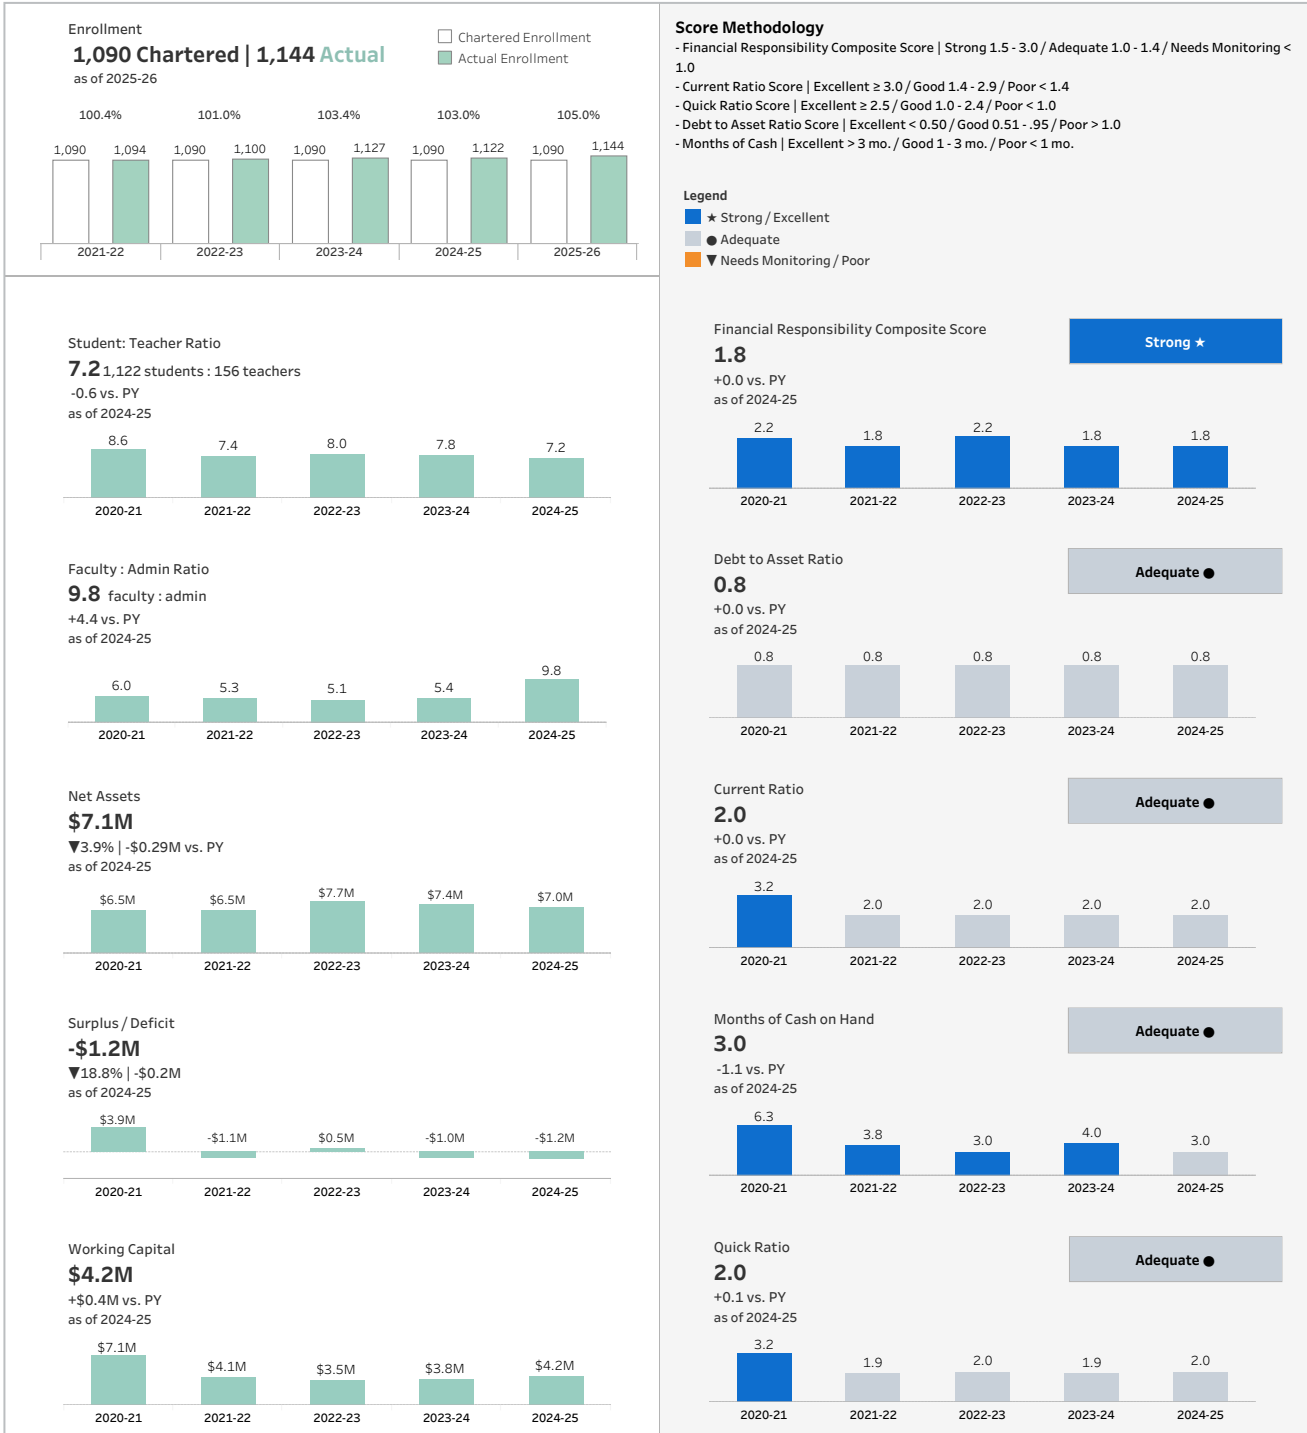 Enrollment
1,090 Chartered | 1,144 Actual
as of 2025-26
Chartered Enrollment
Actual Enrollment
100.4% 101.0% 103.4% 103.0% 105.0%
1,090 1,094 1,090 1,100 1,090 1,127 1,090 1,122 1,090 1,144
2021-22 2022-23 2023-24 2024-25 2025-26
Student: Teacher Ratio
7.2 1,122 students : 156 teachers
-0.6 vs. PY
as of 2024-25
8.6 7.4 8.0 7.8 7.2
2020-21 2021-22 2022-23 2023-24 2024-25
Faculty : Admin Ratio
9.8 faculty : admin
+4.4 vs. PY
as of 2024-25
6.0 5.3 5.1 5.4 9.8
2020-21 2021-22 2022-23 2023-24 2024-25
Net Assets
$7.1M
▼3.9% | -$0.29M vs. PY
as of 2024-25
$6.5M $6.5M $7.7M $7.4M $7.0M
2020-21 2021-22 2022-23 2023-24 2024-25
Surplus / Deficit
-$1.2M
▼18.8% | -$0.2M
as of 2024-25
$3.9M -$1.1M $0.5M -$1.0M -$1.2M
2020-21 2021-22 2022-23 2023-24 2024-25
Working Capital
$4.2M
+$0.4M vs. PY
as of 2024-25
$7.1M $4.1M $3.5M $3.8M $4.2M
2020-21 2021-22 2022-23 2023-24 2024-25
Score Methodology
- Financial Responsibility Composite Score | Strong 1.5 - 3.0 / Adequate 1.0 - 1.4 / Needs Monitoring <
1.0
- Current Ratio Score | Excellent ≥ 3.0 / Good 1.4 - 2.9 / Poor < 1.4
- Quick Ratio Score | Excellent ≥ 2.5 / Good 1.0 - 2.4 / Poor < 1.0
- Debt to Asset Ratio Score | Excellent < 0.50 / Good 0.51 - .95 / Poor > 1.0
- Months of Cash | Excellent > 3 mo. / Good 1 - 3 mo. / Poor < 1 mo.
Legend
★ Strong / Excellent
● Adequate
▼ Needs Monitoring / Poor
Financial Responsibility Composite Score
Strong ★
1.8
+0.0 vs. PY
as of 2024-25
2.2 1.8 2.2 1.8 1.8
2020-21 2021-22 2022-23 2023-24 2024-25
Debt to Asset Ratio
Adequate ●
0.8
+0.0 vs. PY
as of 2024-25
0.8 0.8 0.8 0.8 0.8
2020-21 2021-22 2022-23 2023-24 2024-25
Current Ratio
Adequate ●
2.0
+0.0 vs. PY
as of 2024-25
3.2 2.0 2.0 2.0 2.0
2020-21 2021-22 2022-23 2023-24 2024-25
Months of Cash on Hand
Adequate ●
3.0
-1.1 vs. PY
as of 2024-25
6.3 3.8 3.0 4.0 3.0
2020-21 2021-22 2022-23 2023-24 2024-25
Quick Ratio
Adequate ●
2.0
+0.1 vs. PY
as of 2024-25
3.2 1.9 2.0 1.9 2.0
2020-21 2021-22 2022-23 2023-24 2024-25